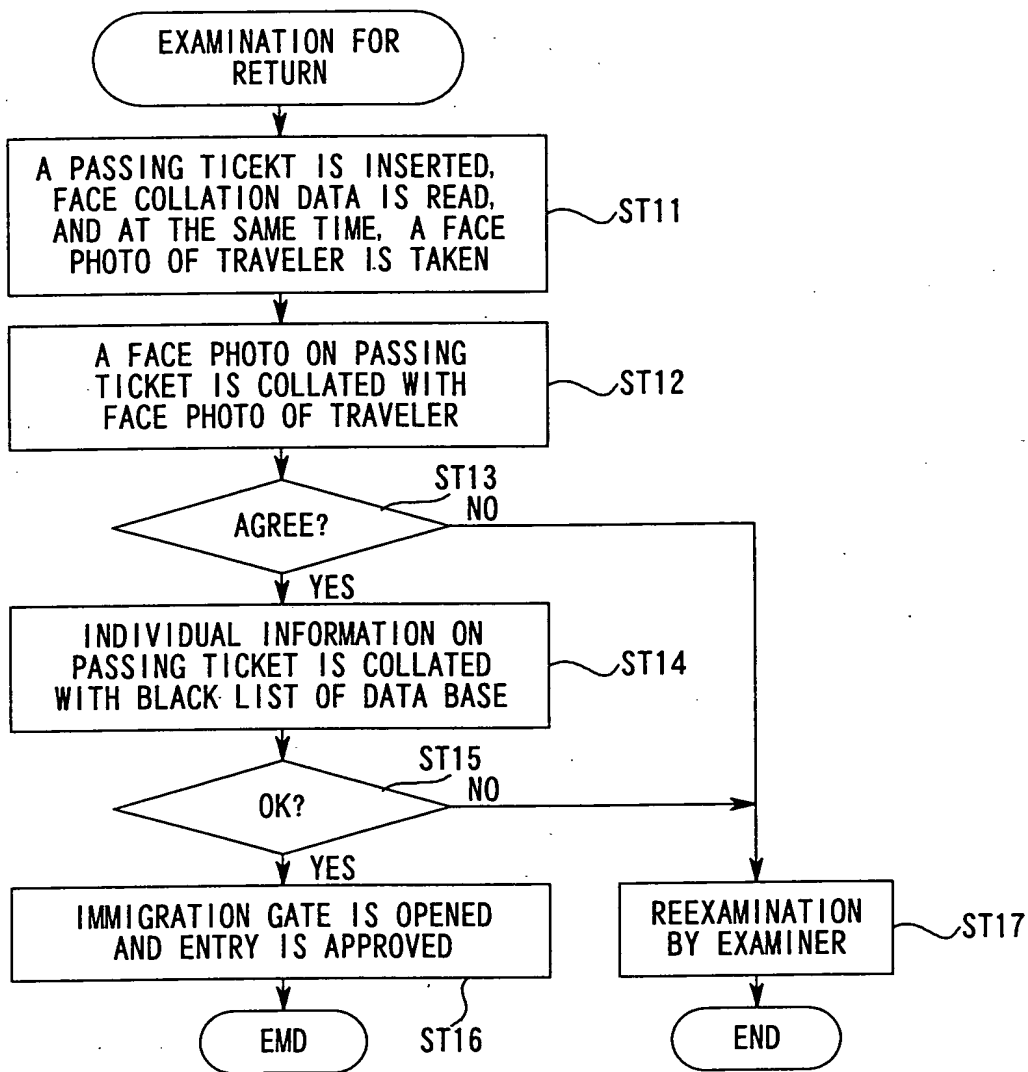 EXAMINATION FOR
RETURN
A PASSING TICEKT IS INSERTED,
FACE COLLATION DATA IS READ,
AND AT THE SAME TIME, A FACE
PHOTO OF TRAVELER IS TAKEN
ST11
A FACE PHOTO ON PASSING
TICKET IS COLLATED WITH
FACE PHOTO OF TRAVELER
ST12
ST13
AGREE?
NO
YES
INDIVIDUAL INFORMATION ON
PASSING TICKET IS COLLATED
WITH BLACK LIST OF DATA BASE
ST14
ST15
OK?
NO
YES
IMMIGRATION GATE IS OPENED
AND ENTRY IS APPROVED
ST16
REEXAMINATION
BY EXAMINER
ST17
EMD
END